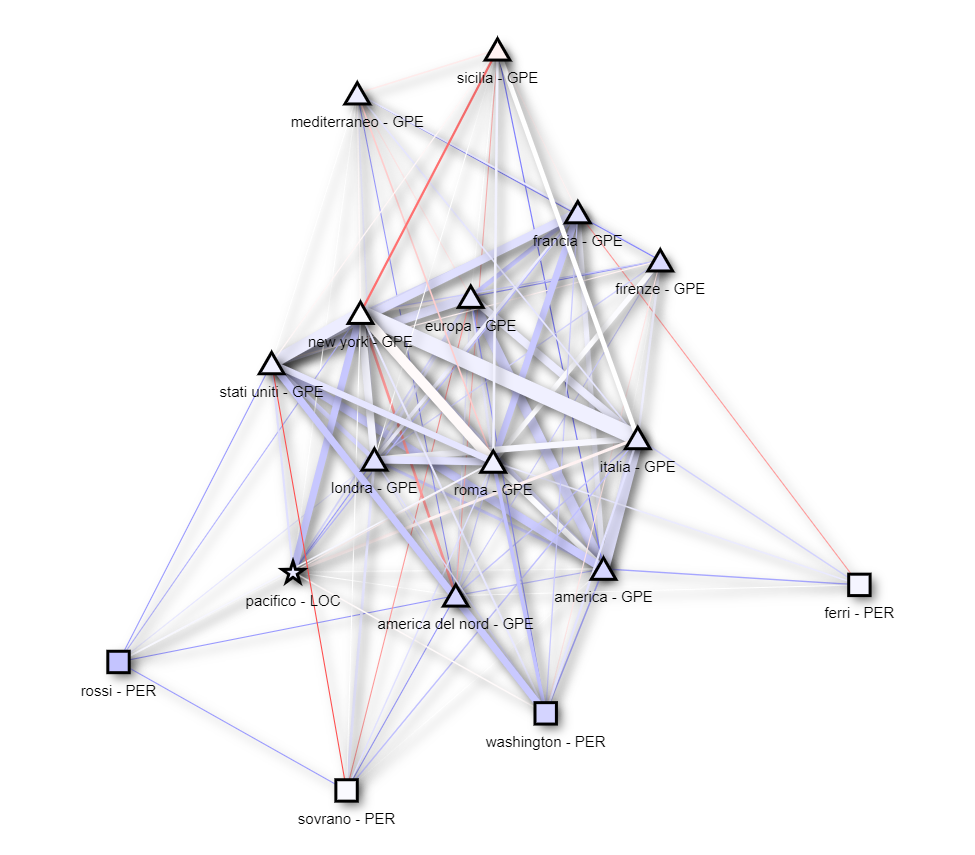 sicilia - GPE
mediterraneo - GPE
francia - GPE
firenze - GPE
europa - GPE
new york - GPE
stati uniti - GPE
italia - GPE
londra - GPE
roma - GPE
america - GPE
pacifico - LOC
ferri - PER
america del nord - GPE
rossi - PER
washington - PER
sovrano - PER